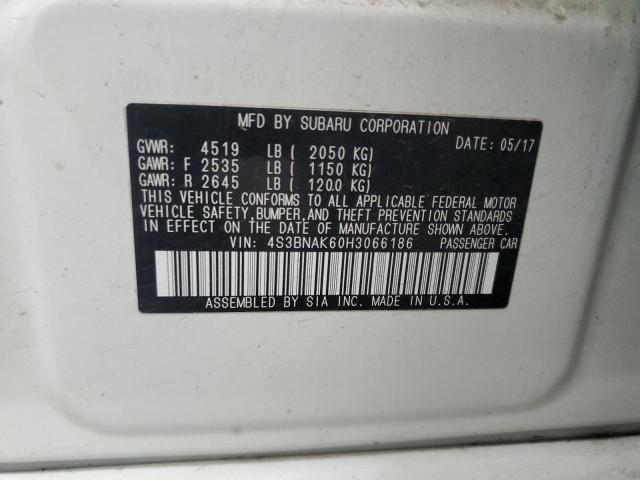 MFD BY SUBARU CORPORATION
DATE: 05/17
GVWR: 4519 LB ( 2050 KG)
GAWR: F 2535 LB ( 1150 KG)
GAWR: R 2645 LB ( 120.0 KG)
THIS VEHICLE CONFORMS TO ALL APPLICABLE FEDERAL MOTOR
VEHICLE SAFETY, BUMPER, AND THEFT PREVENTION STANDARDS
IN EFFECT ON THE DATE OF MANUFACTURE SHOWN ABOVE.
VIN: 4S3BNAK60H3066186 PASSENGER CAR
ASSEMBLED BY SIA INC. MADE IN U.S.A.